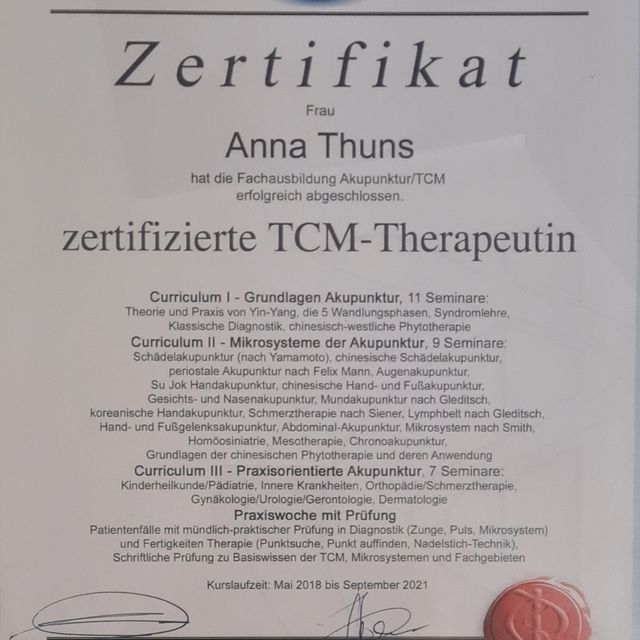 Zertifikat
Frau
Anna Thuns
hat die Fachausbildung Akupunktur/TCM
erfolgreich abgeschlossen.
zertifizierte TCM-Therapeutin
Curriculum I - Grundlagen Akupunktur, 11 Seminare:
Theorie und Praxis von Yin-Yang, die 5 Wandlungsphasen, Syndromlehre,
Klassische Diagnostik, chinesisch-westliche Phytotherapie
Curriculum II - Mikrosysteme der Akupunktur, 9 Seminare:
Schädelakupunktur (nach Yamamoto), chinesische Schädelakupunktur,
periostale Akupunktur nach Felix Mann, Augenakupunktur,
Su Jok Handakupunktur, chinesische Hand- und Fußakupunktur,
Gesichts- und Nasenakupunktur, Mundakupunktur nach Gleditsch,
koreanische Handakupunktur, Schmerztherapie nach Siener, Lymphbelt nach Gleditsch,
Hand- und Fußgelenksakupunktur, Abdominal-Akupunktur, Mikrosystem nach Smith,
Homöosiniatrie, Mesotherapie, Chronoakupunktur,
Grundlagen der chinesischen Phytotherapie und deren Anwendung
Curriculum III - Praxisorientierte Akupunktur, 7 Seminare:
Kinderheilkunde/Pädiatrie, Innere Krankheiten, Orthopädie/Schmerztherapie,
Gynäkologie/Urologie/Gerontologie, Dermatologie
Praxiswoche mit Prüfung
Patientenfälle mit mündlich-praktischer Prüfung in Diagnostik (Zunge, Puls, Mikrosystem)
und Fertigkeiten Therapie (Punktsuche, Punkt auffinden, Nadelstich-Technik),
Schriftliche Prüfung zu Basiswissen der TCM, Mikrosystemen und Fachgebieten
Kurslaufzeit: Mai 2018 bis September 2021